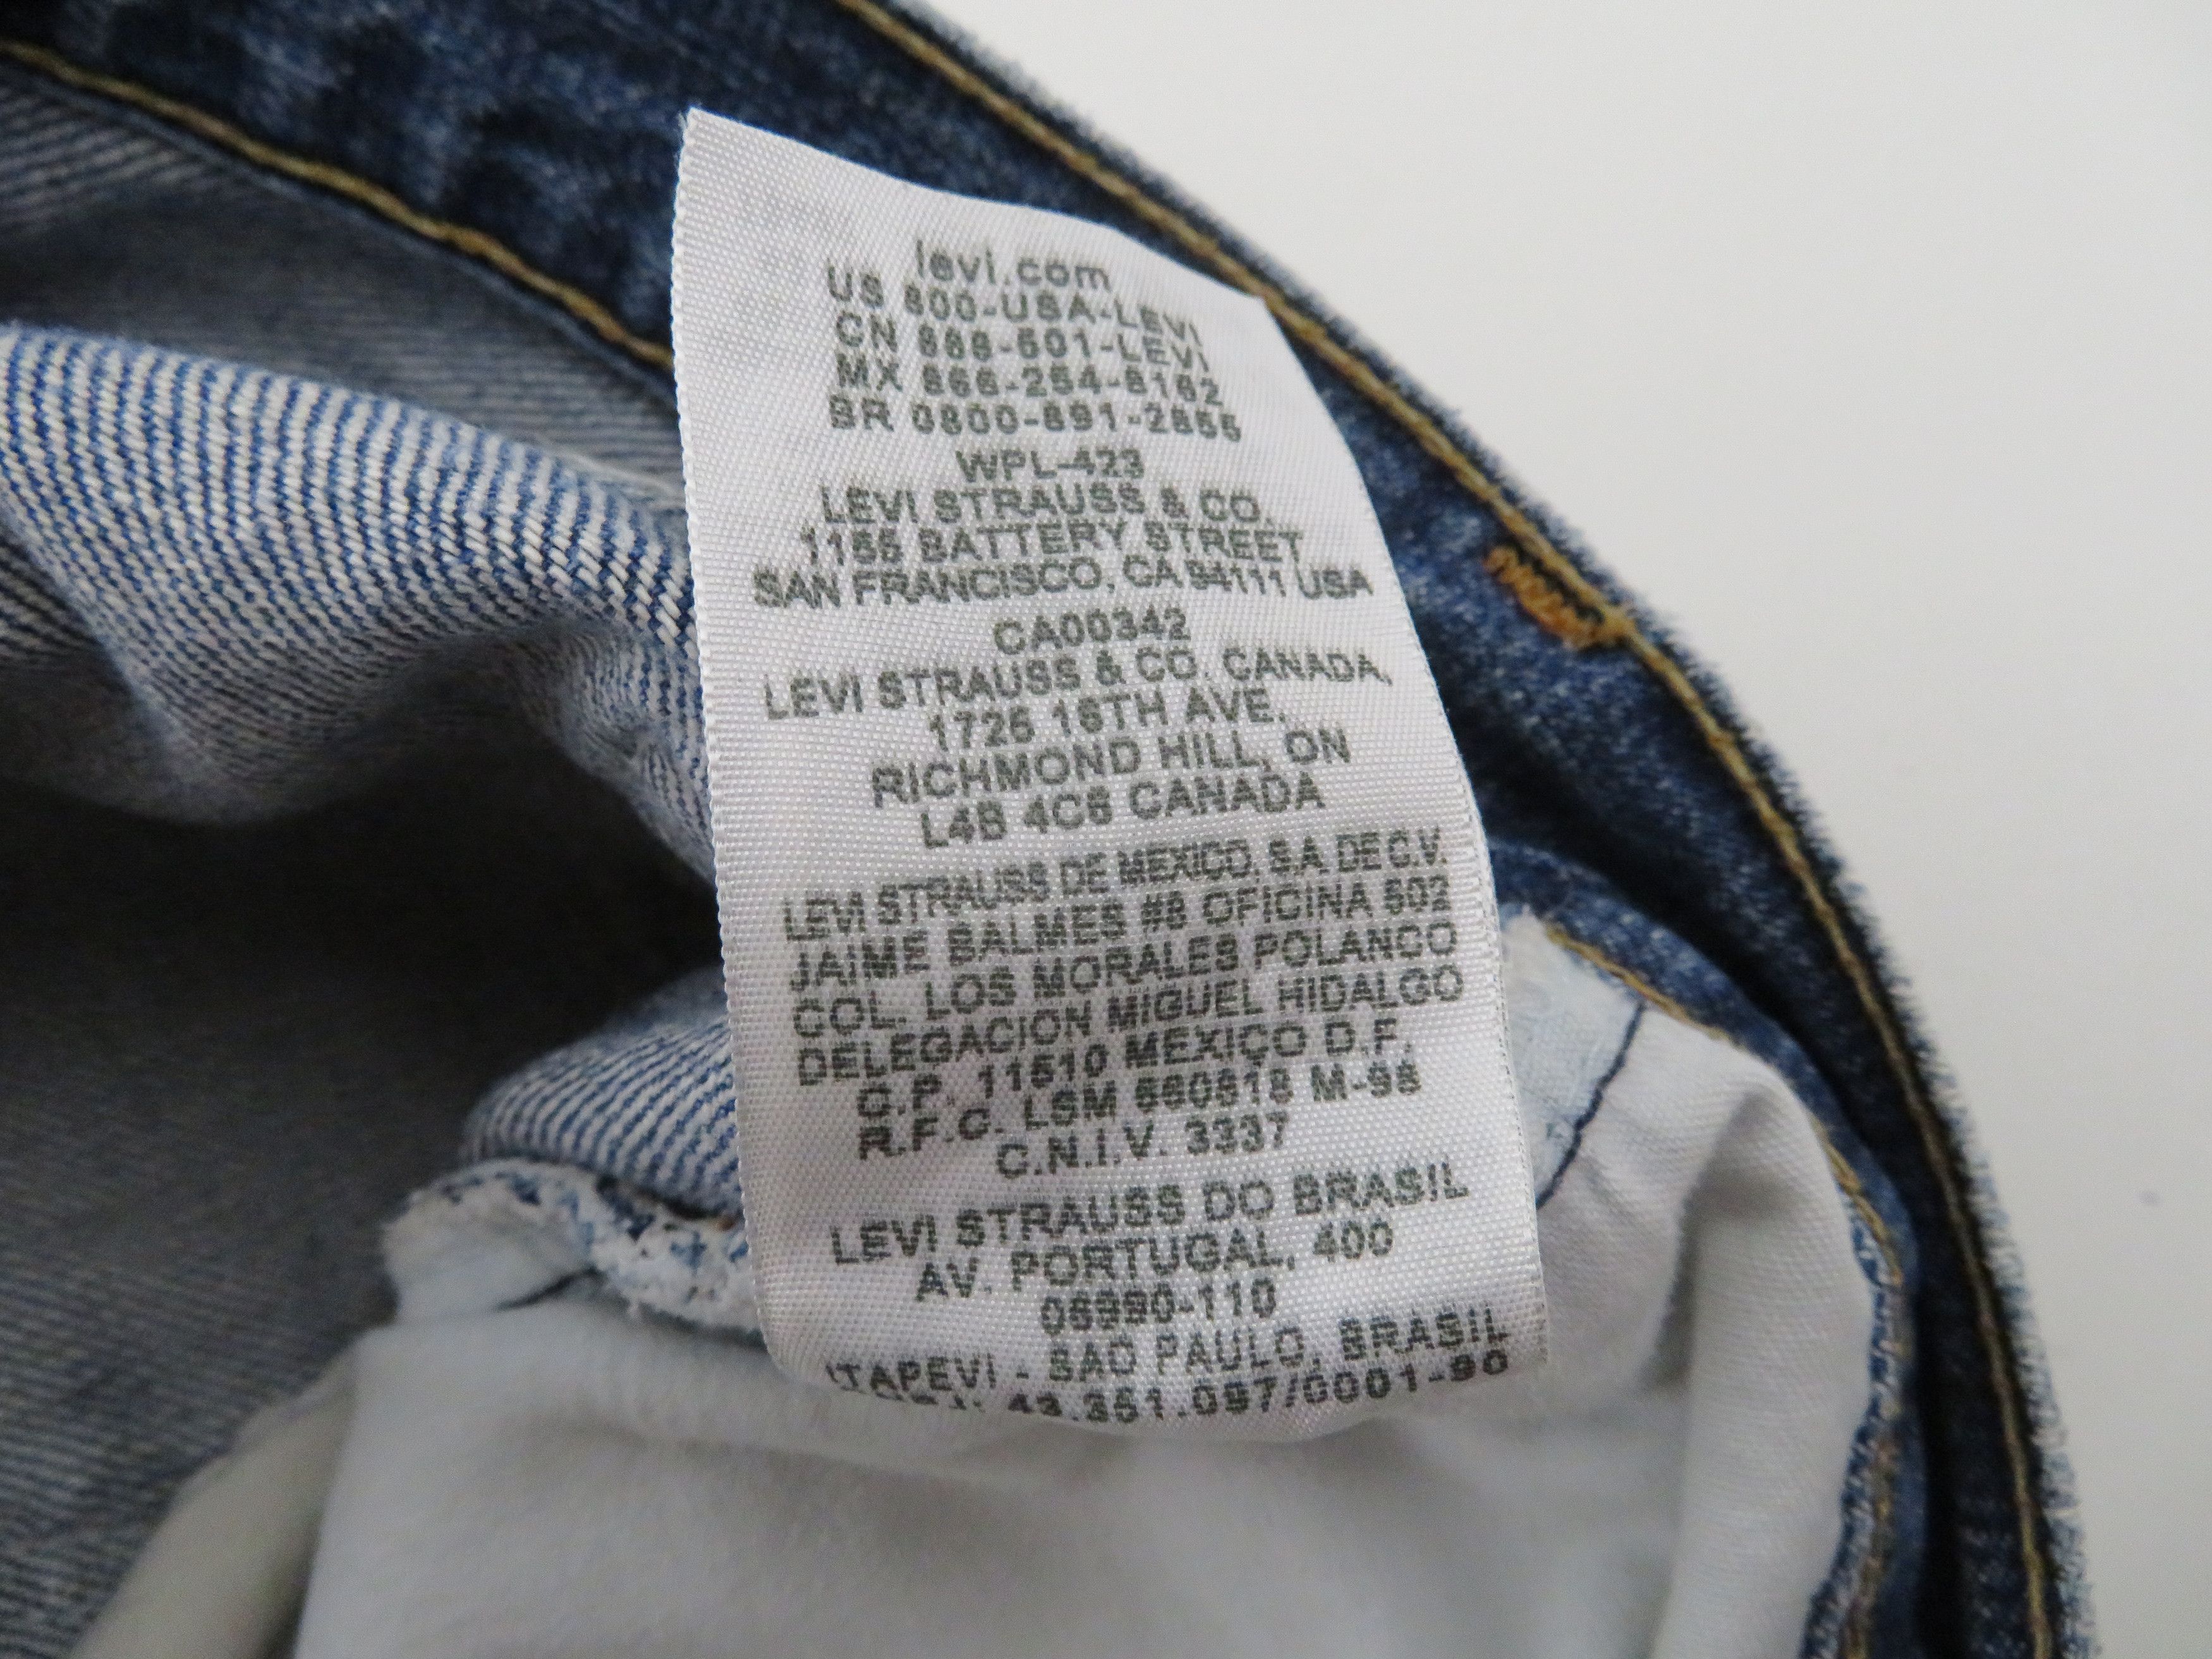 levi.com
US 800-USA-LEVI
CN 888-501-LEVI
MX 866-254-8162
BR 0800-891-2855
WPL-423
LEVI STRAUSS & CO.
1155 BATTERY STREET
SAN FRANCISCO, CA 94111 USA
CA00342
LEVI STRAUSS & CO. CANADA,
1725 16TH AVE.
RICHMOND HILL, ON
L4B 4C6 CANADA
LEVI STRAUSS DE MEXICO, SA DE C.V.
JAIME BALMES #8 OFICINA 502
COL. LOS MORALES POLANCO
DELEGACION MIGUEL HIDALGO
C.P. 11510 MEXICO D.F.
R.F.C. LSM M-98
C.N.I.V. 3337
LEVI STRAUSS DO BRASIL
AV. PORTUGAL, 400
06990-110
ITAPEVI - SAO PAULO, BRASIL
43.351.097/0001-90